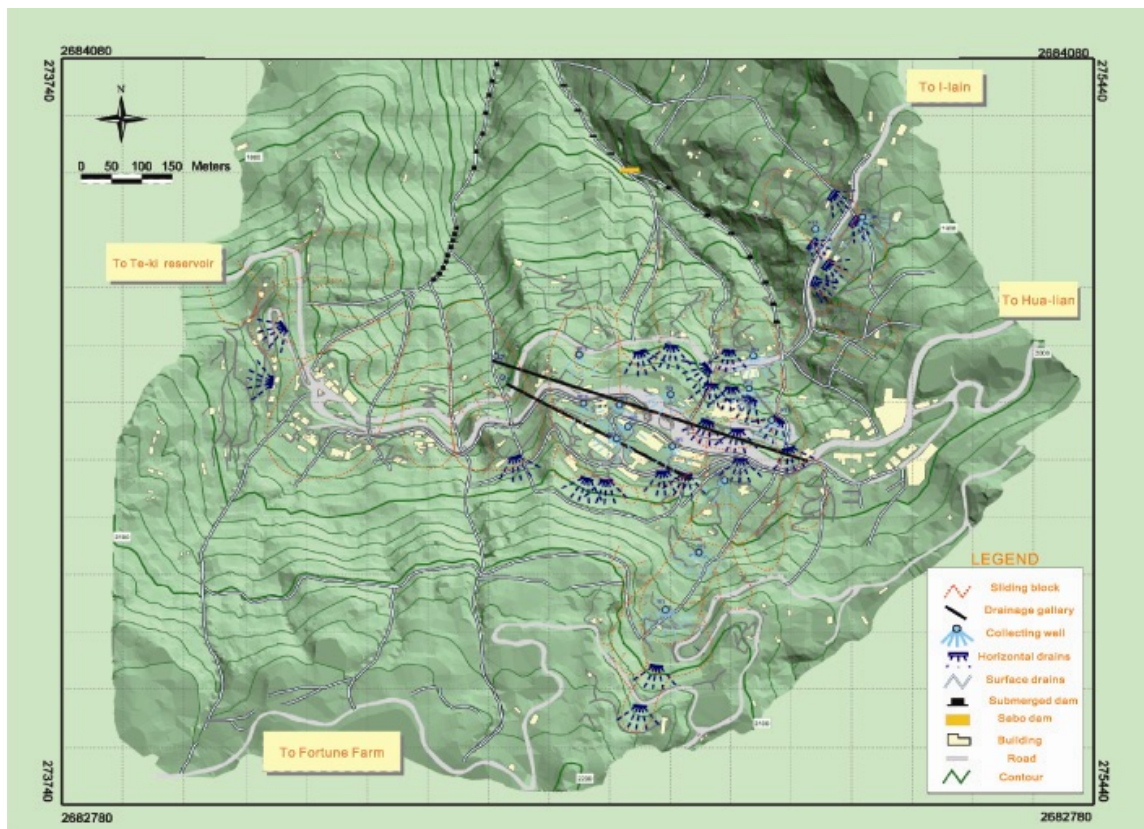 2684080
2684080
273740
275440
N
To I-lain
0 50 100 150 Meters
To Te-ki reservoir
To Hua-lian
LEGEND
Sliding block
Drainage gallary
Collecting well
Horizontal drains
Surface drains
Submerged dam
Sabo dam
Building
Road
Contour
To Fortune Farm
273740
275440
2682780
2682780